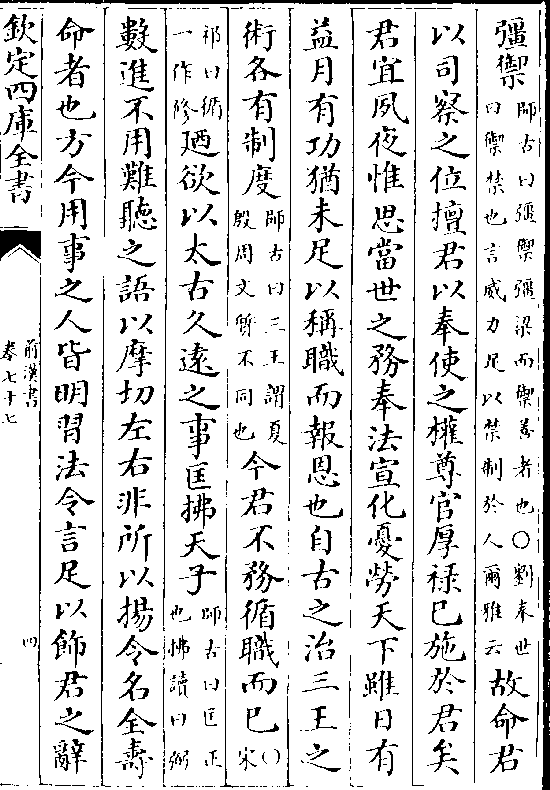 彊禦師古曰彊禦彊梁而禦善者也○劉奉世曰禦禁也言威力足以禁制於人爾雅云故命君
以司察之位擅君以奉使之權尊官厚祿已施於君矣
君宜夙夜惟思當世之務奉法宣化憂勞天下雖日有
益月有功猶未足以稱職而報恩也自古之治三王之
術各有制度師古曰三王謂夏殷周文質不同也今君不務循職而已○宋
祁曰循一作修廼欲以太古久遠之事匡拂天子師古曰匡正也拂讀曰弼
數進不用難聽之語以摩切左右非所以揚令名全壽
命者也方今用事之人皆明習法令言足以飾君之辭
欽定四庫全書
前漢書
卷七十七
四